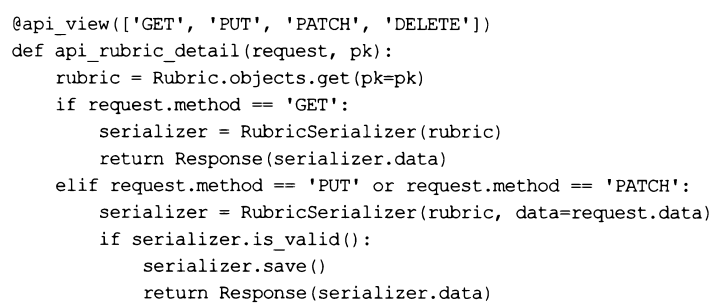 @api_view(['GET', 'PUT', 'PATCH', 'DELETE'])
def api_rubric_detail(request, pk):
    rubric = Rubric.objects.get(pk=pk)
    if request.method == 'GET':
        serializer = RubricSerializer(rubric)
        return Response(serializer.data)
    elif request.method == 'PUT' or request.method == 'PATCH':
        serializer = RubricSerializer(rubric, data=request.data)
        if serializer.is_valid():
            serializer.save()
            return Response(serializer.data)